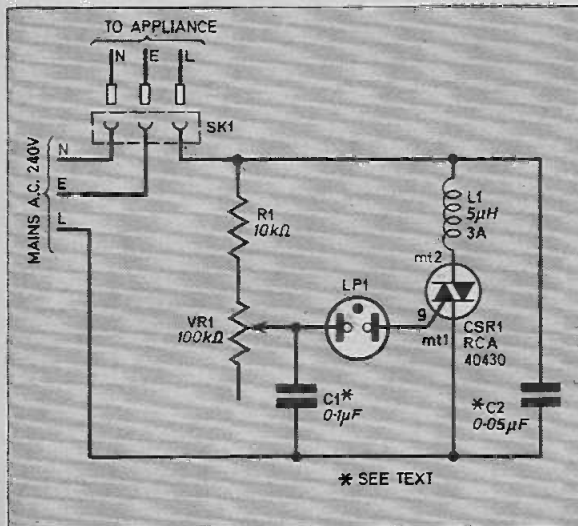 TO APPLIANCE
N E L
SK1
MAINS A.C. 240V
N
E
L
R1
10kΩ
VR1
100kΩ
LP1
C1*
0·1μF
L1
5μH
3A
mt2
g
mt1
CSR1
RCA
40430
*C2
0·05μF
* SEE TEXT